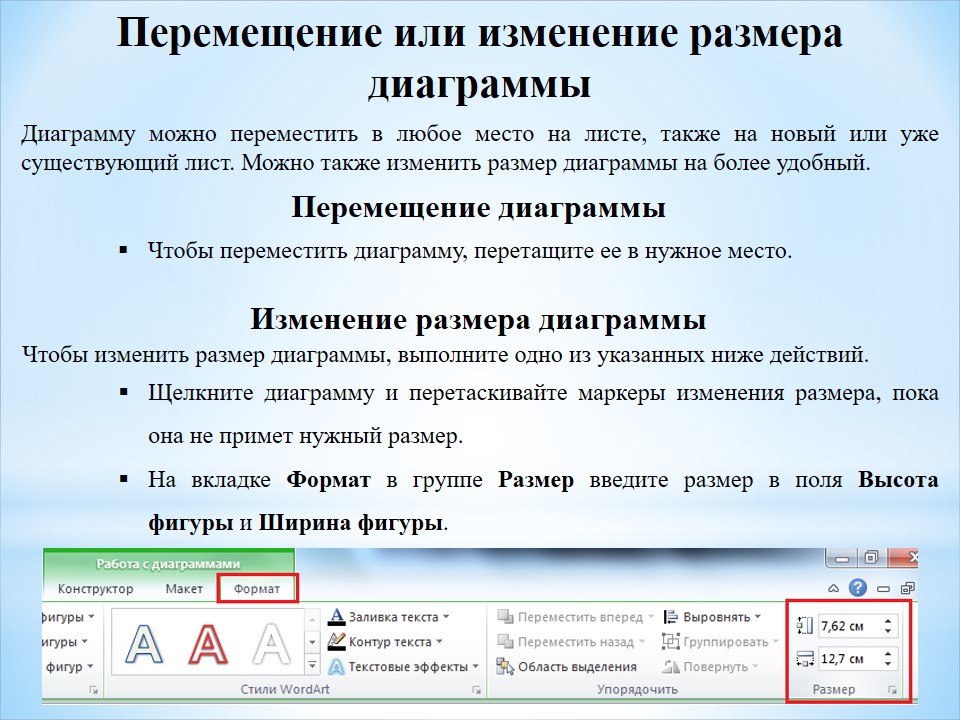 Перемещение или изменение размера
диаграммы
Диаграмму можно переместить в любое место на листе, также на новый или уже
существующий лист. Можно также изменить размер диаграммы на более удобный.
Перемещение диаграммы
▪ Чтобы переместить диаграмму, перетащите ее в нужное место.
Изменение размера диаграммы
Чтобы изменить размер диаграммы, выполните одно из указанных ниже действий.
▪ Щелкните диаграмму и перетаскивайте маркеры изменения размера, пока
она не примет нужный размер.
▪ На вкладке Формат в группе Размер введите размер в поля Высота
фигуры и Ширина фигуры.
Работа с диаграммами
Конструктор Макет Формат
фигуры A A A A Заливка текста Переместить вперед Выровнять 7,62 см
игуры A Контур текста Переместить назад Группировать
фигур A Текстовые эффекты Область выделения Повернуть 12,7 см
Стили WordArt Упорядочить Размер